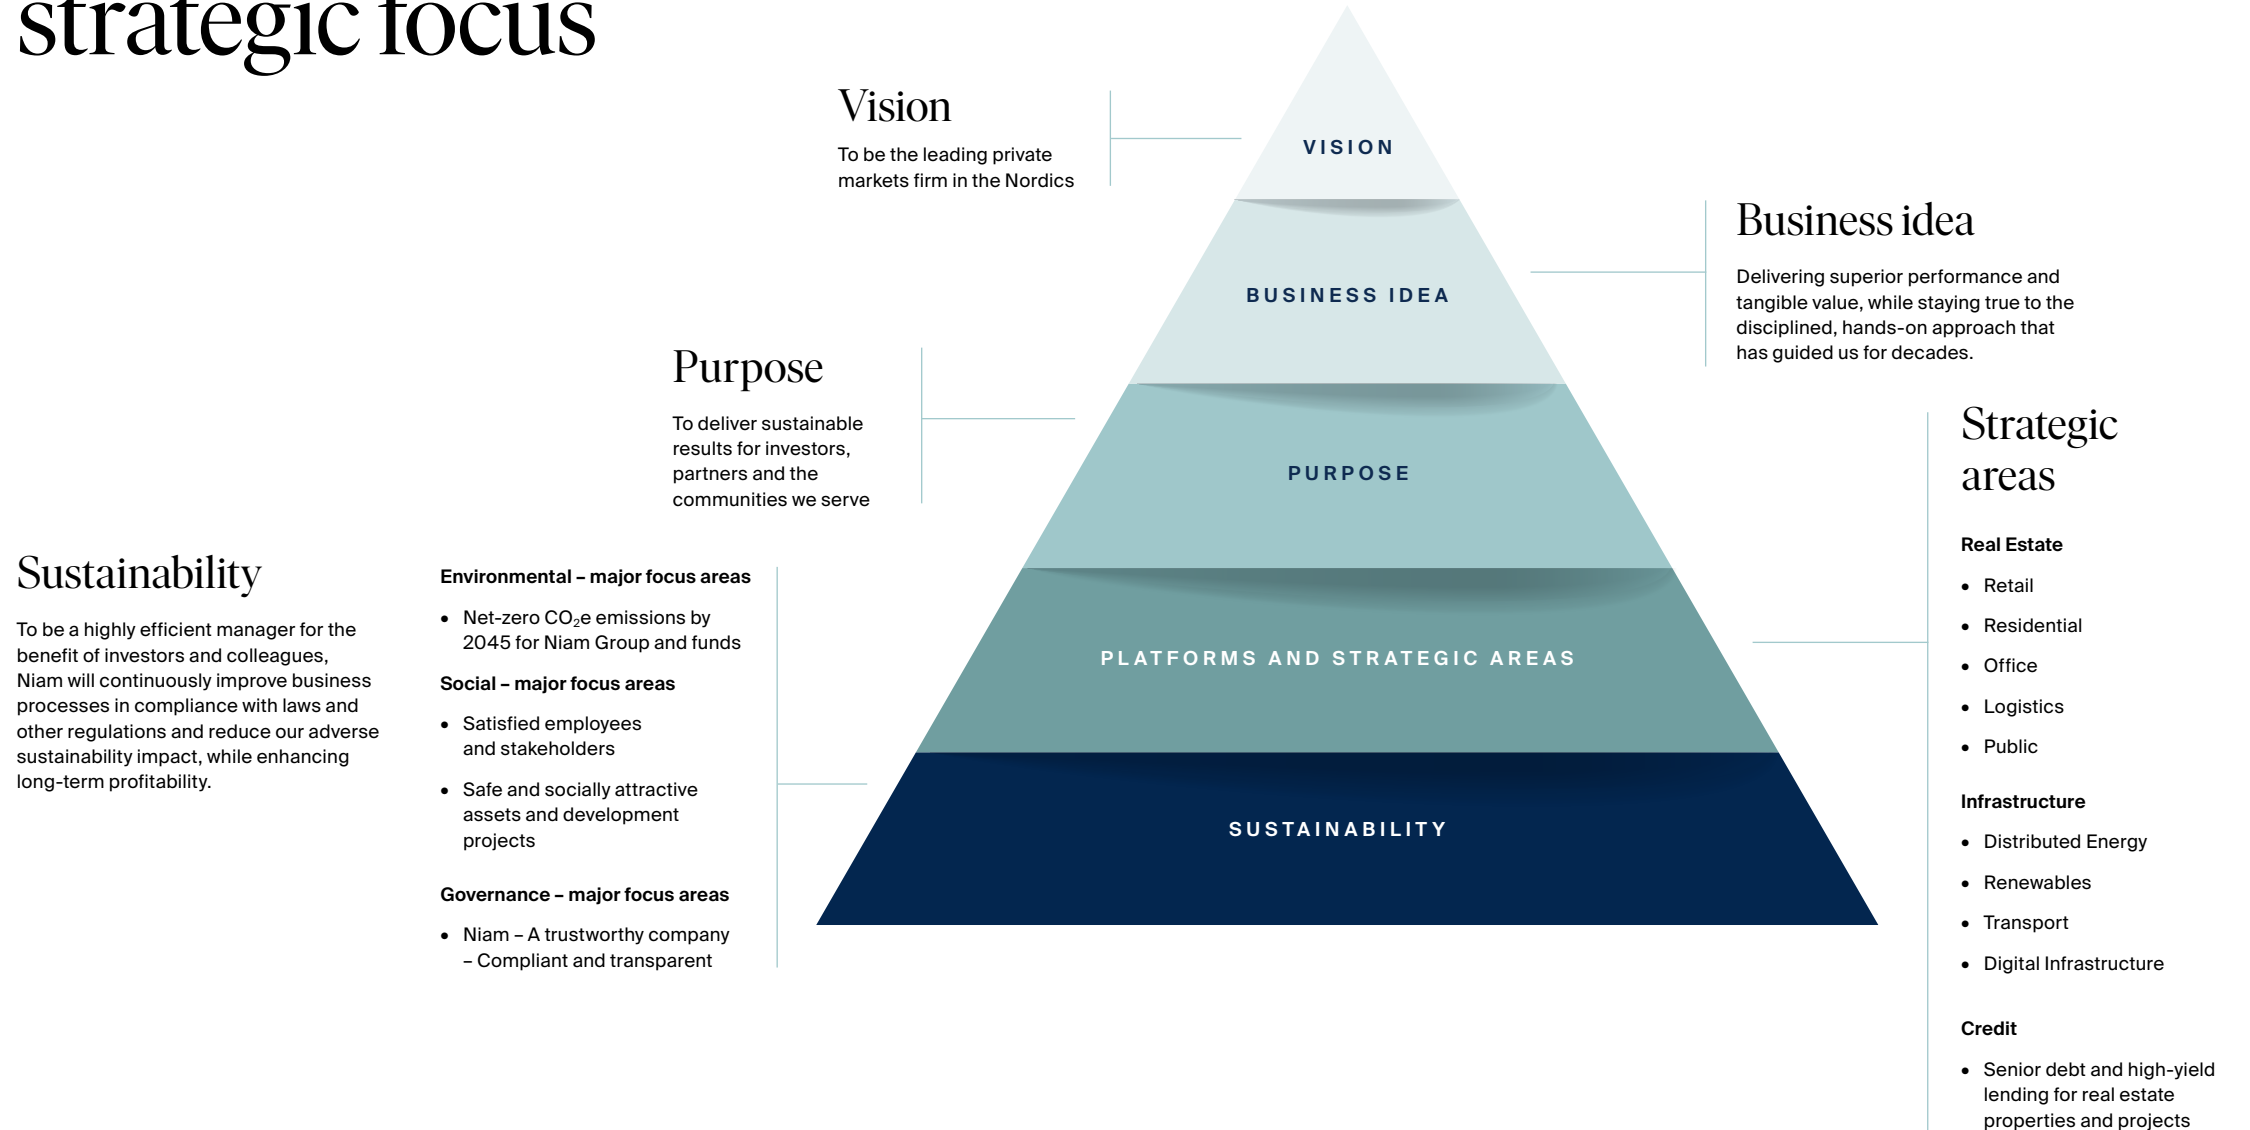 strategic focus
Vision
To be the leading private
markets firm in the Nordics
VISION
Business idea
Delivering superior performance and
tangible value, while staying true to the
disciplined, hands-on approach that
has guided us for decades.
BUSINESS IDEA
Purpose
To deliver sustainable
results for investors,
partners and the
communities we serve
PURPOSE
Strategic
areas
Real Estate
• Retail
• Residential
• Office
• Logistics
• Public
Infrastructure
• Distributed Energy
• Renewables
• Transport
• Digital Infrastructure
Credit
• Senior debt and high-yield
lending for real estate
properties and projects
PLATFORMS AND STRATEGIC AREAS
Sustainability
To be a highly efficient manager for the
benefit of investors and colleagues,
Niam will continuously improve business
processes in compliance with laws and
other regulations and reduce our adverse
sustainability impact, while enhancing
long-term profitability.
Environmental – major focus areas
• Net-zero CO₂e emissions by
2045 for Niam Group and funds
Social – major focus areas
• Satisfied employees
and stakeholders
• Safe and socially attractive
assets and development
projects
Governance – major focus areas
• Niam – A trustworthy company
– Compliant and transparent
SUSTAINABILITY